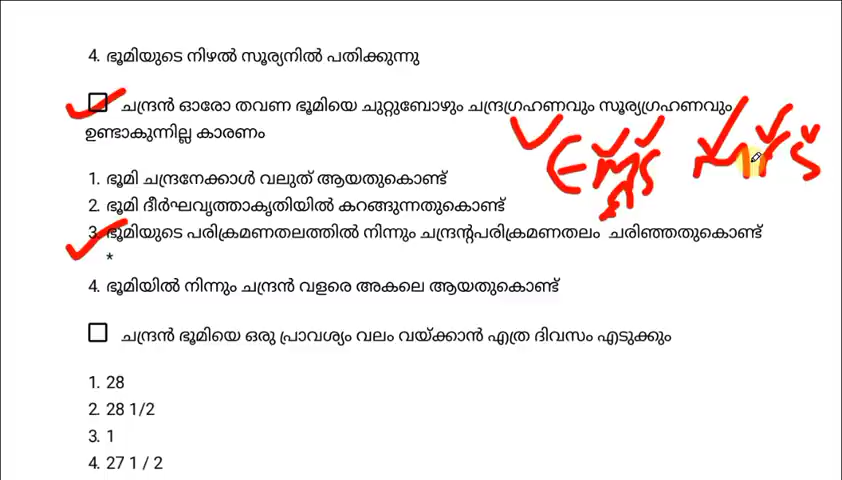 4. ഭൂമിയുടെ നിഴൽ സൂര്യനിൽ പതിക്കുന്നു
ചന്ദ്രൻ ഓരോ തവണ ഭൂമിയെ ചുറ്റുബോഴും ചന്ദ്രഗ്രഹണവും സൂര്യഗ്രഹണവും
ഉണ്ടാകുന്നില്ല കാരണം
1. ഭൂമി ചന്ദ്രനേക്കാൾ വലുത് ആയതുകൊണ്ട്
2. ഭൂമി ദീർഘവൃത്താകൃതിയിൽ കറങ്ങുന്നതുകൊണ്ട്
3. ഭൂമിയുടെ പരിക്രമണതലത്തിൽ നിന്നും ചന്ദ്രന്റപരിക്രമണതലം ചരിഞ്ഞതുകൊണ്ട്
*
4. ഭൂമിയിൽ നിന്നും ചന്ദ്രൻ വളരെ അകലെ ആയതുകൊണ്ട്
ചന്ദ്രൻ ഭൂമിയെ ഒരു പ്രാവശ്യം വലം വയ്ക്കാൻ എത്ര ദിവസം എടുക്കും
1. 28
2. 28 1/2
3. 1
4. 27 1 / 2